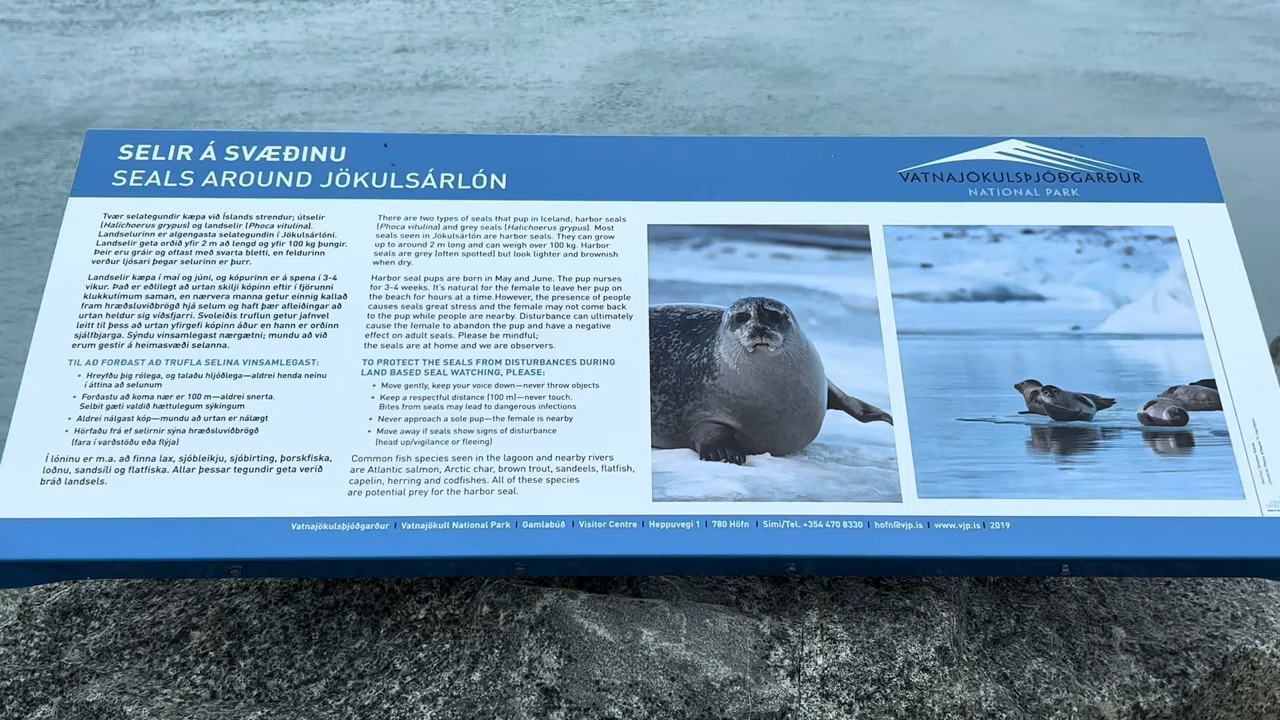 SELIR Á SVÆÐINU
SEALS AROUND JÖKULSÁRLÓN
VATNAJÖKULSÞJÓÐGARÐUR
NATIONAL PARK
Tvær selategundir kæpa við Íslands strendur; útselir
(Halichoerus grypus) og landselir (Phoca vitulina).
Landselurinn er algengasta selategundin í Jökulsárlóni.
Landselir geta orðið yfir 2 m að lengd og yfir 100 kg þungir.
Þeir eru gráir og oftast með svarta bletti, en feldurinn
verður ljósari þegar selurinn er þurr.
Landselir kæpa í maí og júní, og kópurinn er á spena í 3-4
vikur. Það er eðlilegt að urtan skilji kópinn eftir í fjörunni
klukkutímum saman, en nærvera manna getur einnig kallað
fram hræðsluviðbrögð hjá selum og haft þær afleiðingar að
urtan heldur sig víðsfjarri. Svoleiðis truflun getur jafnvel
leitt til þess að urtan yfirgefi kópinn áður en hann er orðinn
sjálfbjarga. Sýndu vinsamlegast nærgætni; mundu að við
erum gestir á heimasvæði selanna.
TIL AÐ FORÐAST AÐ TRUFLA SELINA VINSAMLEGAST:
• Hreyfðu þig rólega, og talaðu hljóðlega—aldrei henda neinu
í áttina að selunum
• Forðastu að koma nær er 100 m—aldrei snerta.
Selbit gæti valdið hættulegum sýkingum
• Aldrei nálgast kóp—mundu að urtan er nálægt
• Hörfaðu frá ef selirnir sýna hræðsluviðbrögð
(fara í varðstöðu eða flýja)
Í lóninu er m.a. að finna lax, sjóbleikju, sjóbirting, þorskfiska,
loðnu, sandsíli og flatfiska. Allar þessar tegundir geta verið
bráð landsels.
There are two types of seals that pup in Iceland; harbor seals
(Phoca vitulina) and grey seals (Halichoerus grypus). Most
seals seen in Jökulsárlón are harbor seals. They can grow
up to around 2 m long and can weigh over 100 kg. Harbor
seals are grey (often spotted) but look lighter and brownish
when dry.
Harbor seal pups are born in May and June. The pup nurses
for 3-4 weeks. It's natural for the female to leave her pup on
the beach for hours at a time.However, the presence of people
causes seals great stress and the female may not come back
to the pup while people are nearby. Disturbance can ultimately
cause the female to abandon the pup and have a negative
effect on adult seals. Please be mindful;
the seals are at home and we are observers.
TO PROTECT THE SEALS FROM DISTURBANCES DURING
LAND BASED SEAL WATCHING, PLEASE:
• Move gently, keep your voice down—never throw objects
• Keep a respectful distance (100 m)—never touch.
Bites from seals may lead to dangerous infections
• Never approach a sole pup—the female is nearby
• Move away if seals show signs of disturbance
(head up/vigilance or fleeing)
Common fish species seen in the lagoon and nearby rivers
are Atlantic salmon, Arctic char, brown trout, sandeels, flatfish,
capelin, herring and codfishes. All of these species
are potential prey for the harbor seal.
Vatnajökulsþjóðgarður | Vatnajökull National Park | Gamlabúð | Visitor Centre | Heppuvegi 1 | 780 Höfn | Sími/Tel. +354 470 8330 | hofn@vjp.is | www.vjp.is | 2019